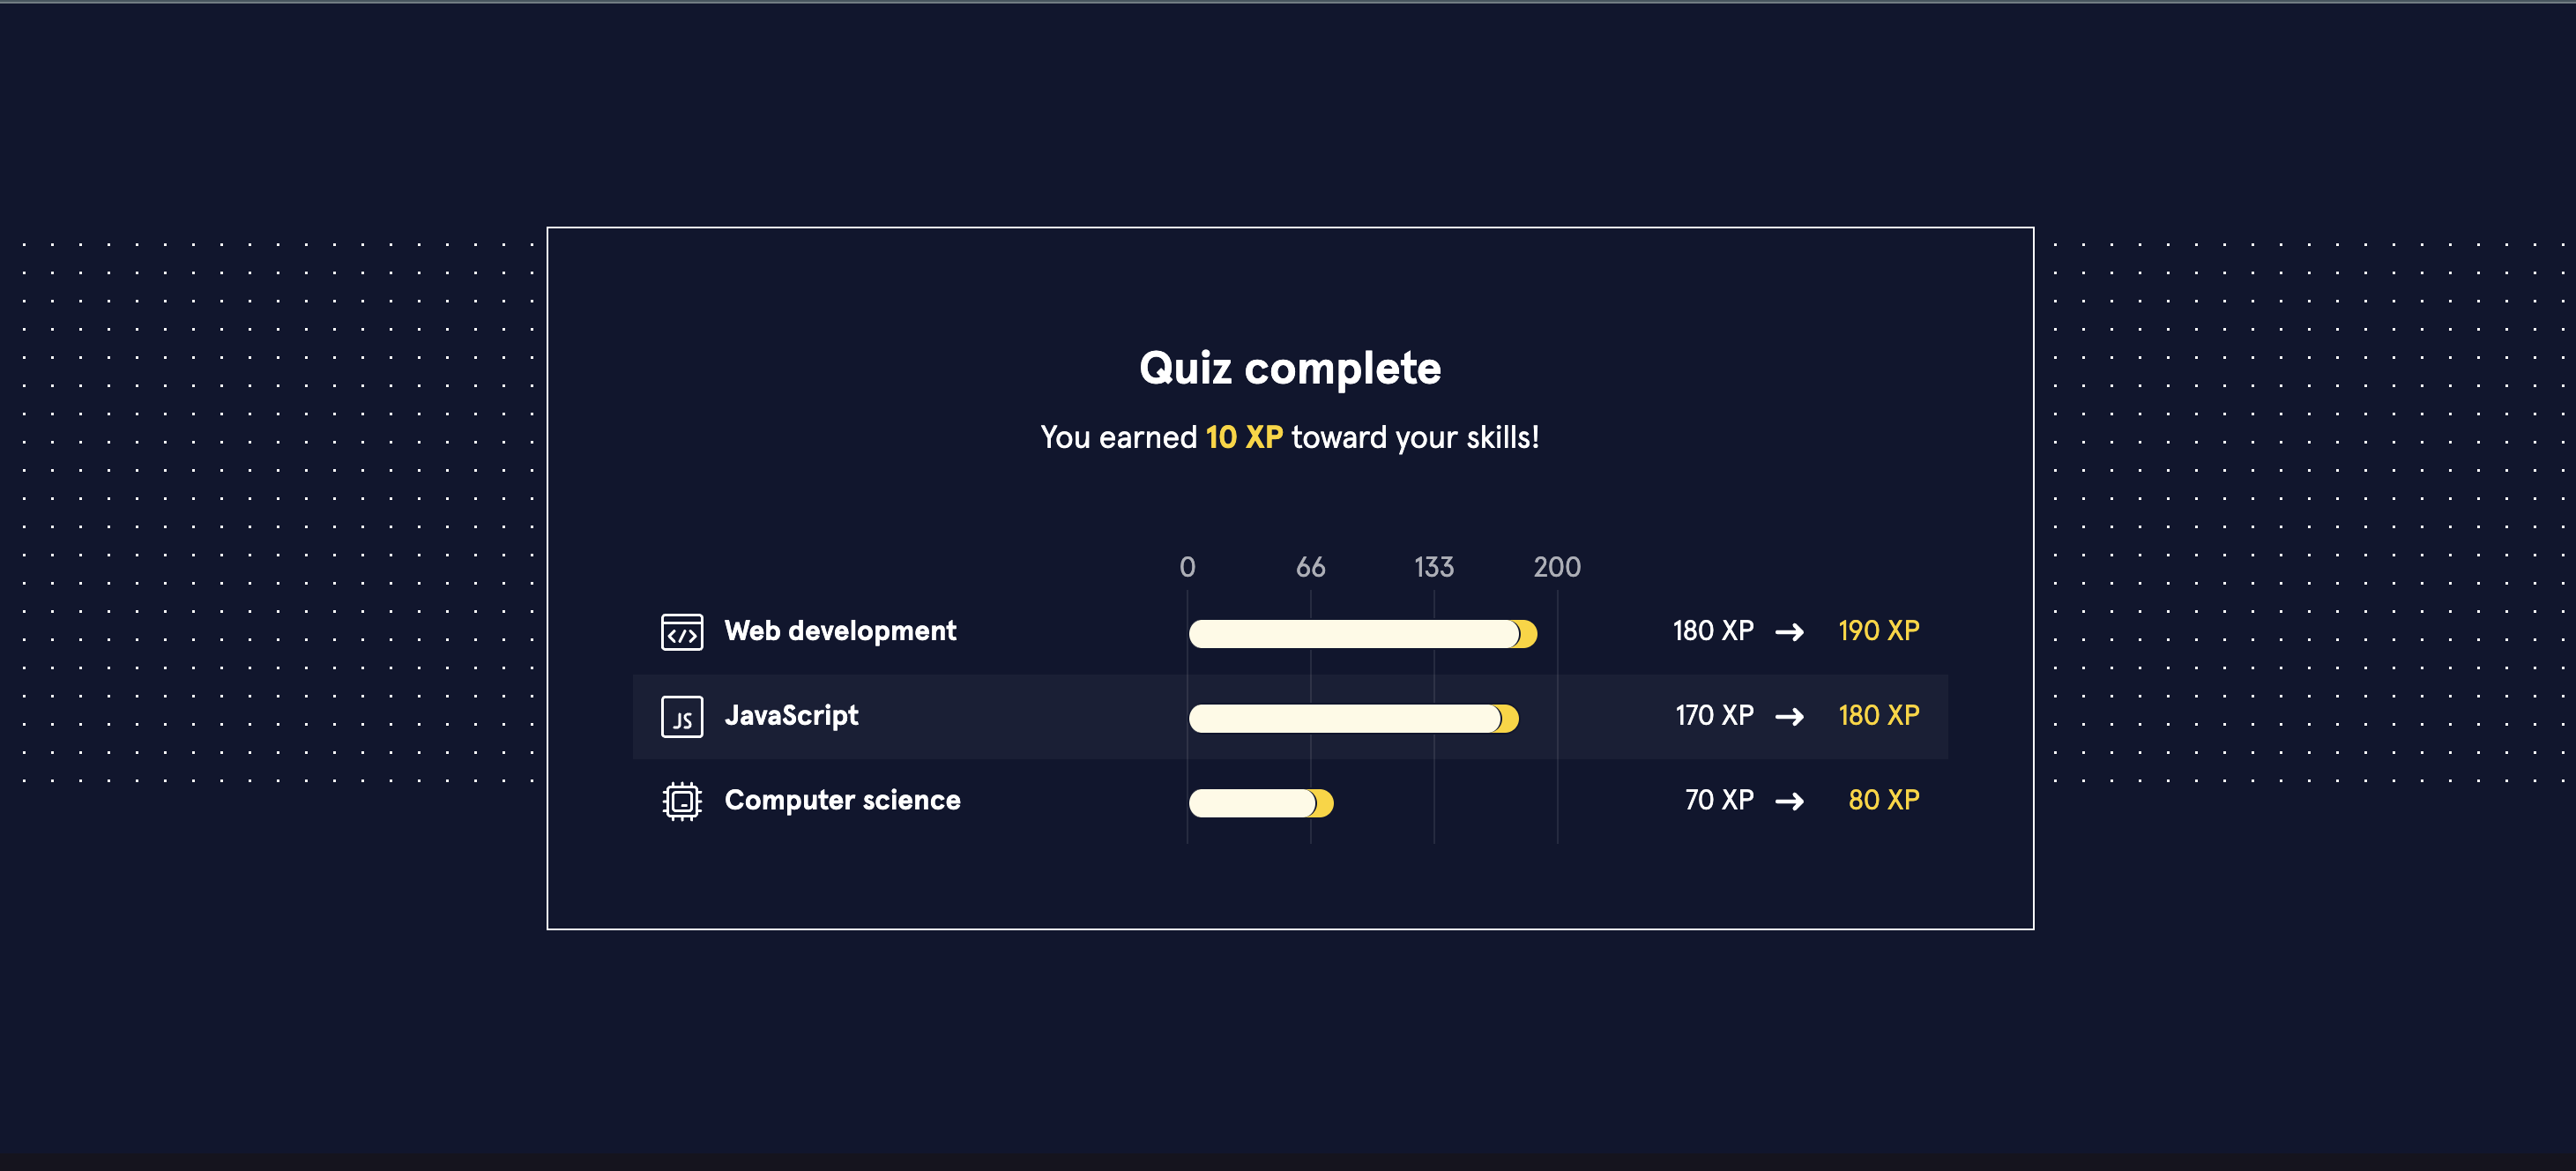 Quiz complete
You earned 10 XP toward your skills!
0 66 133 200
</> Web development 180 XP → 190 XP
JS JavaScript 170 XP → 180 XP
Computer science 70 XP → 80 XP